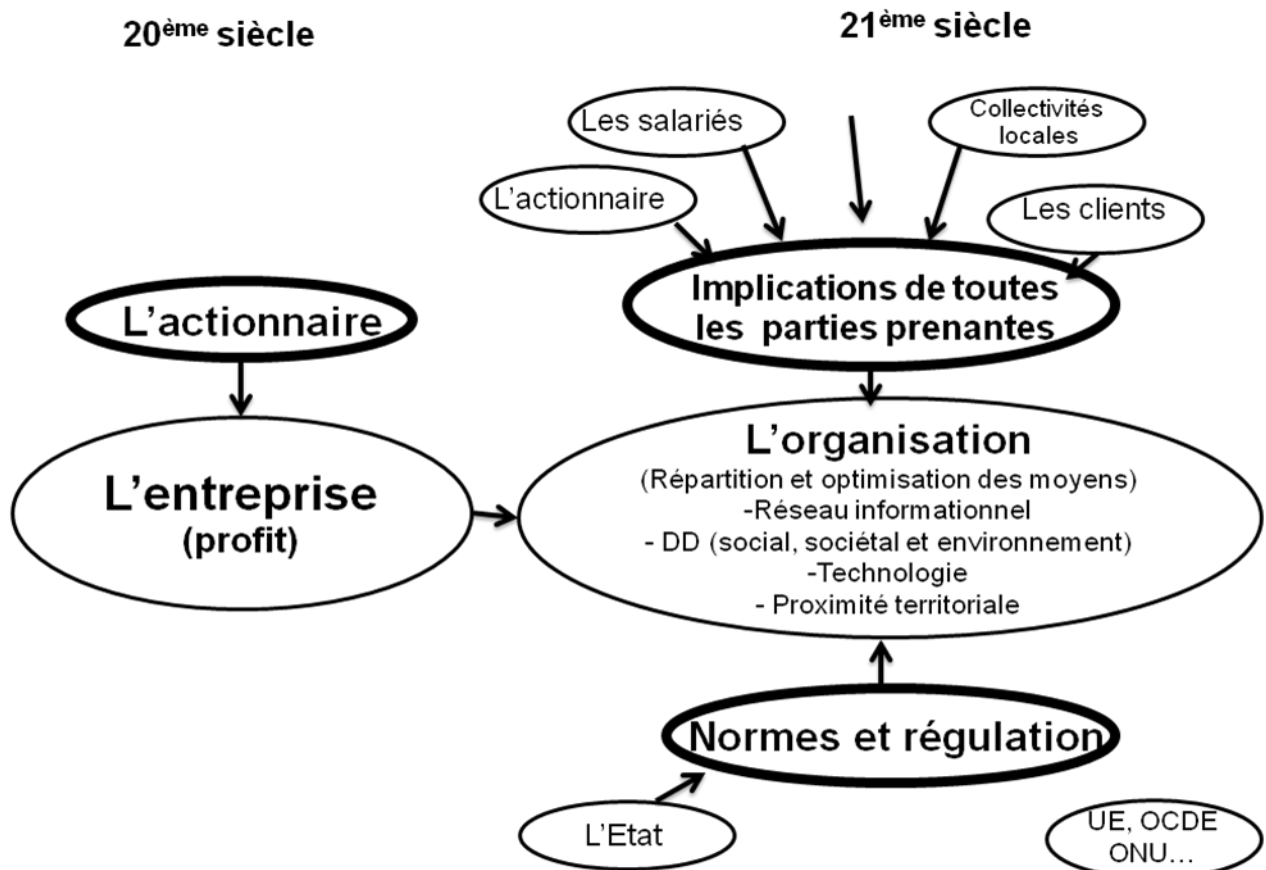 20ème siècle
21ème siècle
Les salariés
Collectivités
locales
L'actionnaire
Les clients
Implications de toutes
les parties prenantes
L'actionnaire
L'entreprise
(profit)
L'organisation
(Répartition et optimisation des moyens)
-Réseau informationnel
- DD (social, sociétal et environnement)
-Technologie
- Proximité territoriale
Normes et régulation
L'Etat
UE, OCDE
ONU...